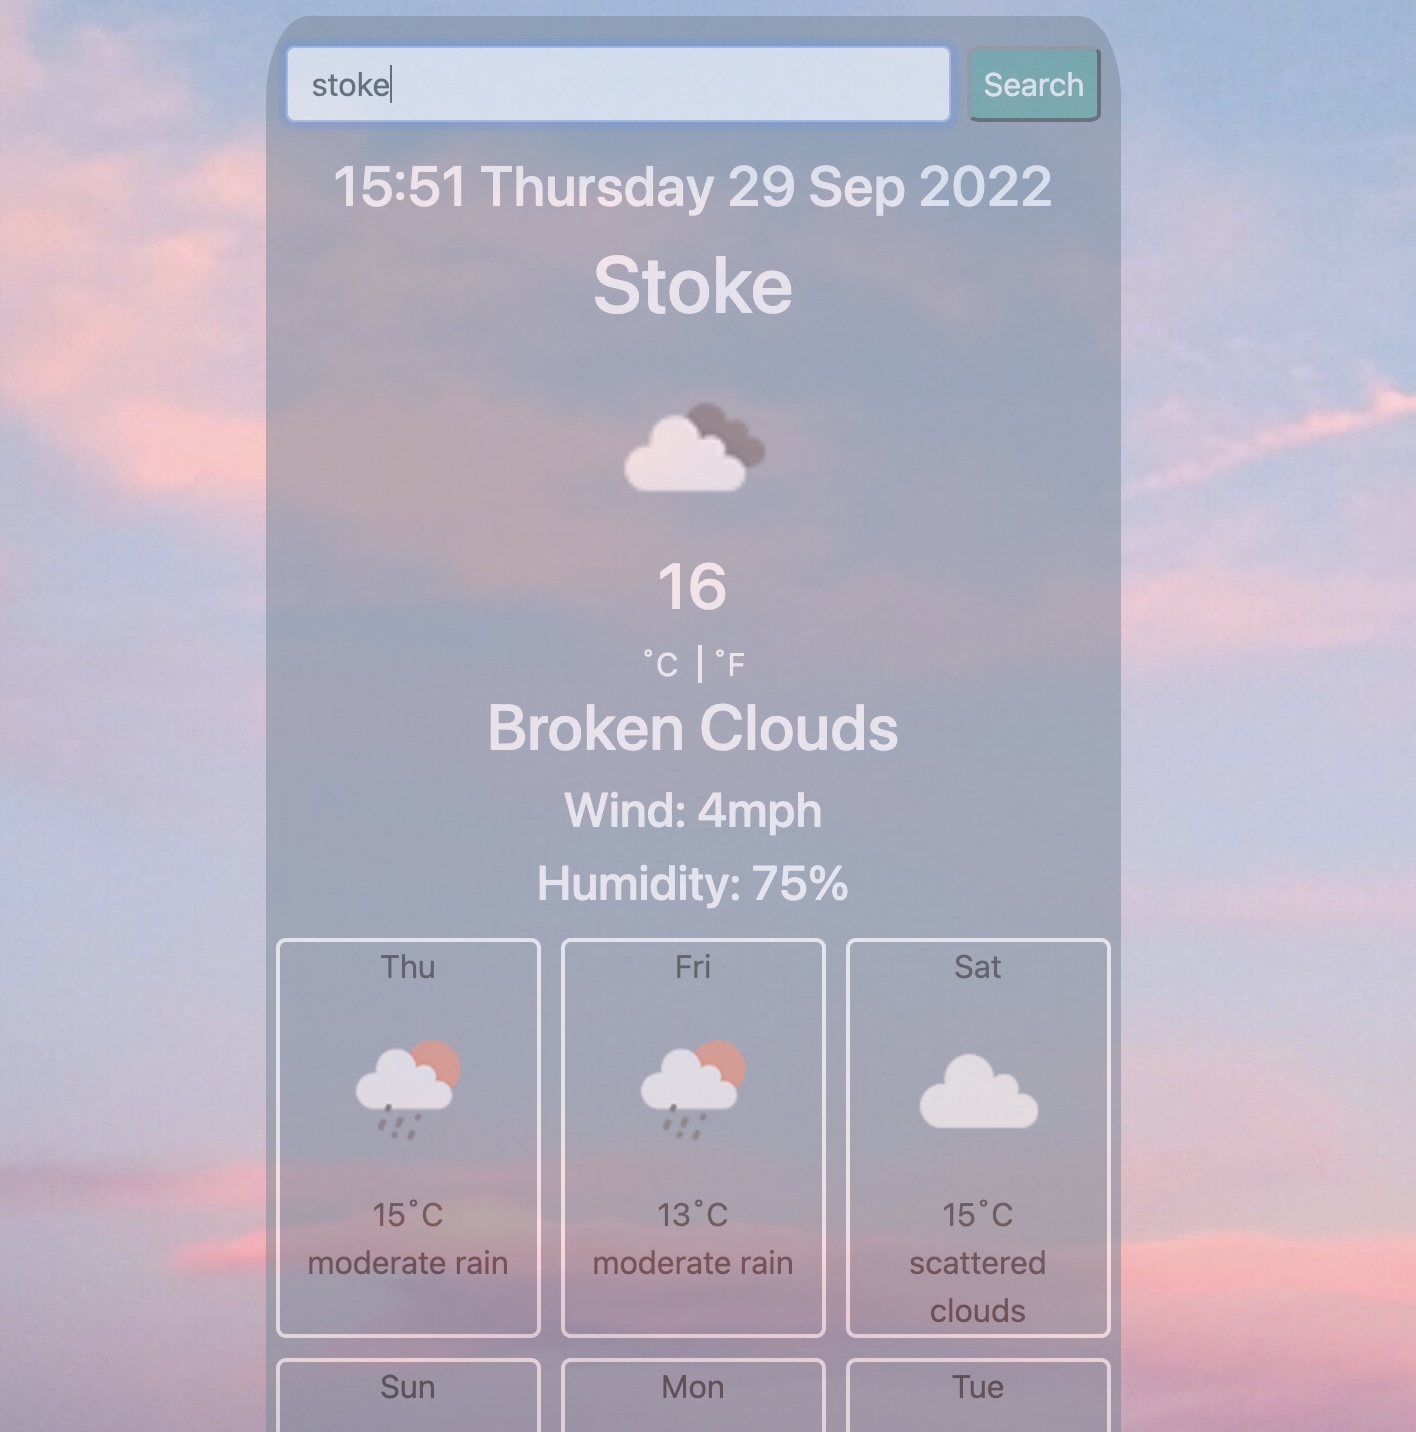 stoke
Search
15:51 Thursday 29 Sep 2022
Stoke
16
˚C | ˚F
Broken Clouds
Wind: 4mph
Humidity: 75%
Thu
15˚C
moderate rain
Fri
13˚C
moderate rain
Sat
15˚C
scattered
clouds
Sun
Mon
Tue